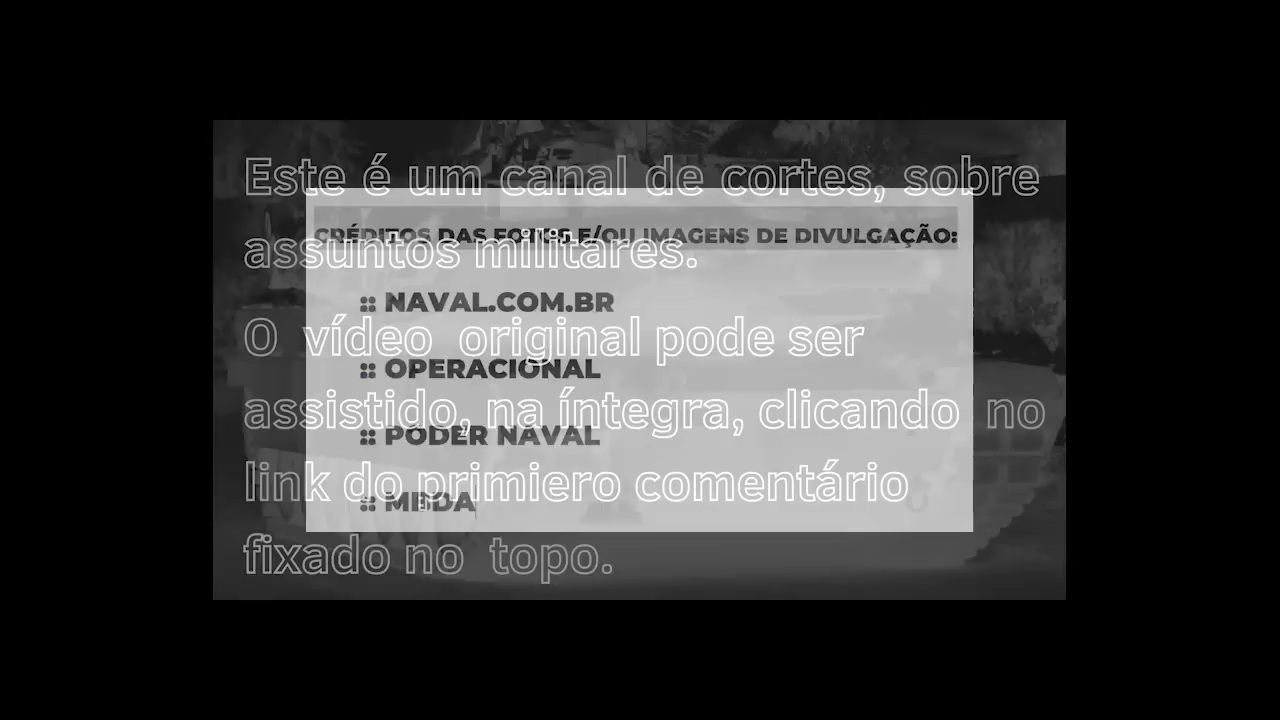 Este é um canal de cortes, sobre
CRÉDITOS DAS FOTOS E/OU IMAGENS DE DIVULGAÇÃO:
assuntos militares.
:: NAVAL.COM.BR
O vídeo original pode ser
:: OPERACIONAL
assistido, na íntegra, clicando no
:: PODER NAVAL
link do primiero comentário
:: MBDA
fixado no topo.